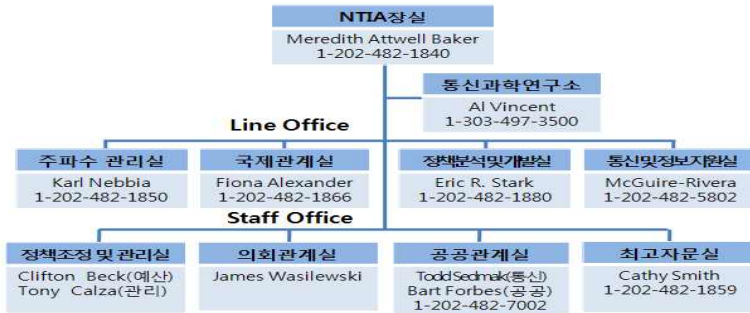 NTIA장실
Meredith Attwell Baker
1-202-482-1840
통신과학연구소
Al Vincent
1-303-497-3500
Line Office
주파수 관리실
Karl Nebbia
1-202-482-1850
국제관계실
Fiona Alexander
1-202-482-1866
정책분석및개발실
Eric R. Stark
1-202-482-1880
통신및정보지원실
McGuire-Rivera
1-202-482-5802
Staff Office
정책조정 및 관리실
Clifton Beck(예산)
Tony Calza(관리)
의회관계실
James Wasilewski
공공관계실
Todd Sedmak(통신)
Bart Forbes(공공)
1-202-482-7002
최고자문실
Cathy Smith
1-202-482-1859